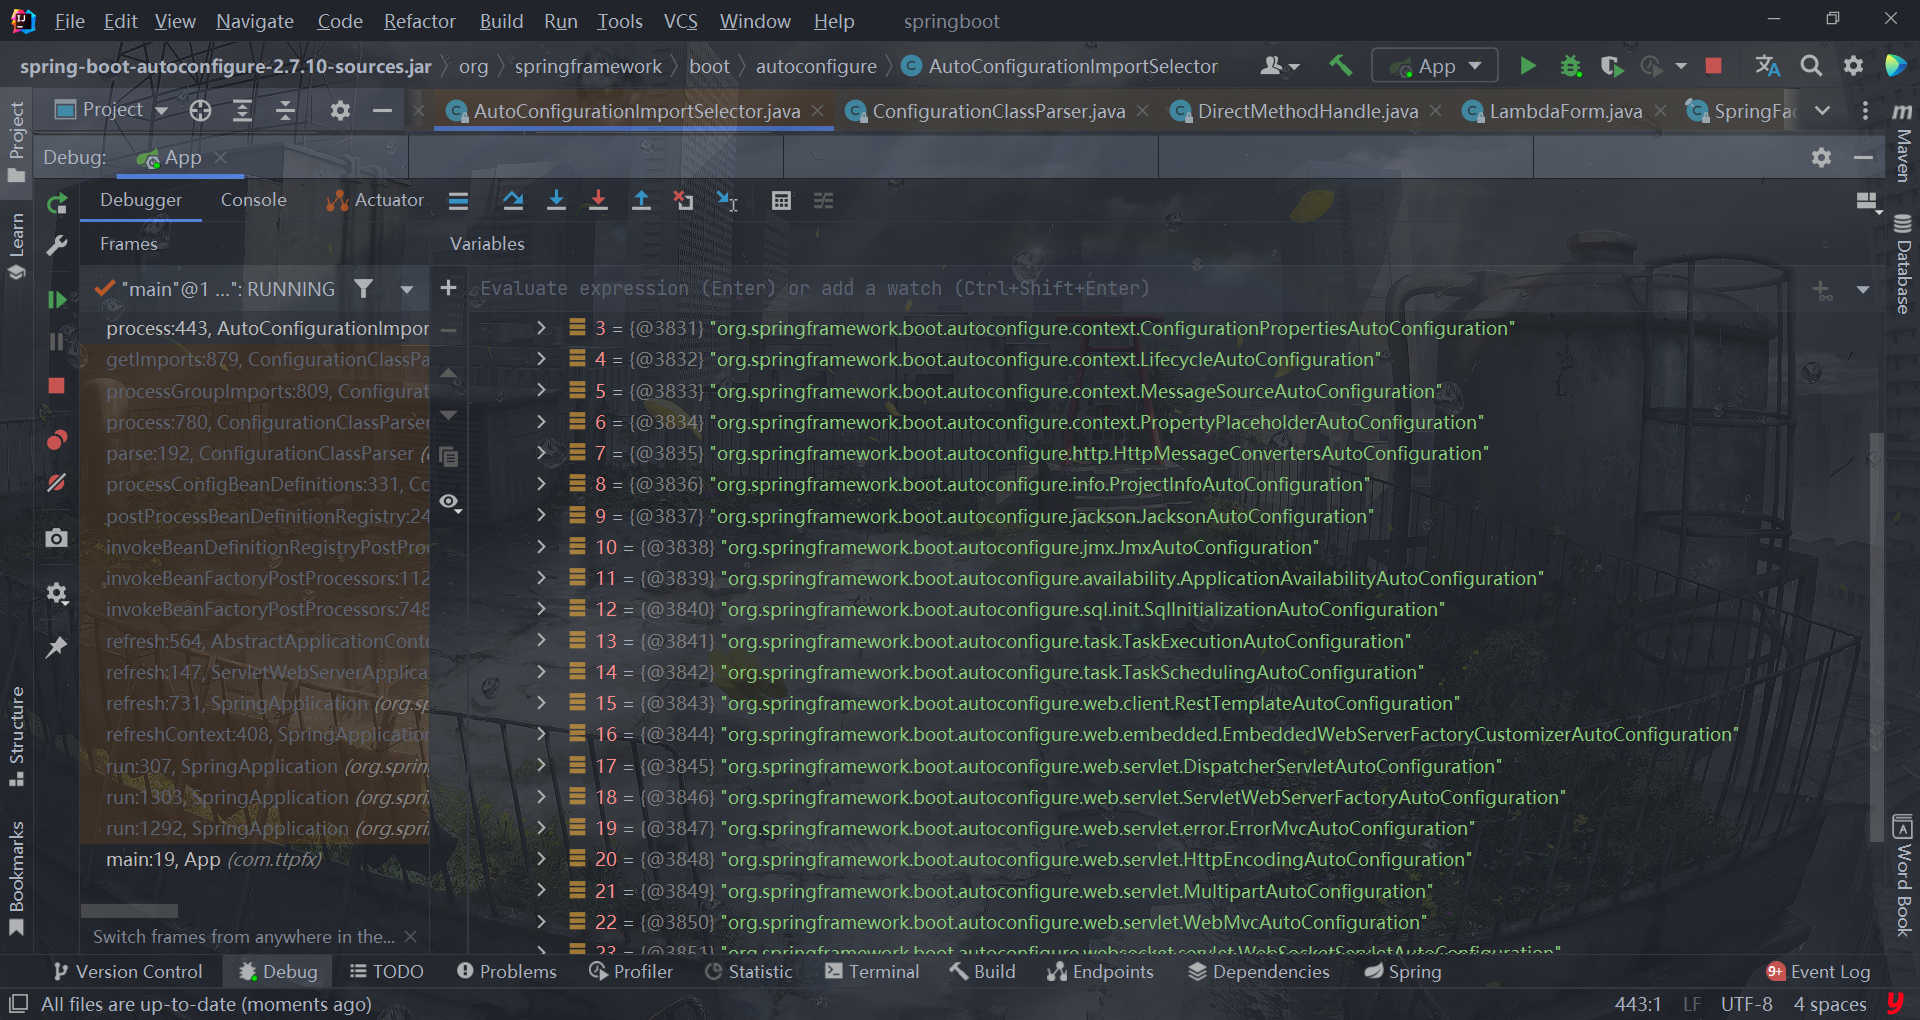 File Edit View Navigate Code Refactor Build Run Tools VCS Window Help springboot
spring-boot-autoconfigure-2.7.10-sources.jar org springframework boot autoconfigure AutoConfigurationImportSelector App
Project AutoConfigurationImportSelector.java ConfigurationClassParser.java DirectMethodHandle.java LambdaForm.java SpringFac
Debug: App
Debugger Console Actuator
Frames Variables
"main"@1 ...": RUNNING Evaluate expression (Enter) or add a watch (Ctrl+Shift+Enter)
process:443, AutoConfigurationImpor
getImports:879, ConfigurationClassPa
processGroupImports:809, Configurat
process:780, ConfigurationClassParser
parse:192, ConfigurationClassParser (
processConfigBeanDefinitions:331, Co
postProcessBeanDefinitionRegistry:24
invokeBeanDefinitionRegistryPostProc
invokeBeanFactoryPostProcessors:112
invokeBeanFactoryPostProcessors:748
refresh:564, AbstractApplicationConte
refresh:147, ServletWebServerApplica
refresh:731, SpringApplication (org.sp
refreshContext:408, SpringApplication
run:307, SpringApplication (org.sprin
run:1303, SpringApplication (org.spri
run:1292, SpringApplication (org.spri
main:19, App (com.ttpfx)
Switch frames from anywhere in the...
3 = {@3831} "org.springframework.boot.autoconfigure.context.ConfigurationPropertiesAutoConfiguration"
4 = {@3832} "org.springframework.boot.autoconfigure.context.LifecycleAutoConfiguration"
5 = {@3833} "org.springframework.boot.autoconfigure.context.MessageSourceAutoConfiguration"
6 = {@3834} "org.springframework.boot.autoconfigure.context.PropertyPlaceholderAutoConfiguration"
7 = {@3835} "org.springframework.boot.autoconfigure.http.HttpMessageConvertersAutoConfiguration"
8 = {@3836} "org.springframework.boot.autoconfigure.info.ProjectInfoAutoConfiguration"
9 = {@3837} "org.springframework.boot.autoconfigure.jackson.JacksonAutoConfiguration"
10 = {@3838} "org.springframework.boot.autoconfigure.jmx.JmxAutoConfiguration"
11 = {@3839} "org.springframework.boot.autoconfigure.availability.ApplicationAvailabilityAutoConfiguration"
12 = {@3840} "org.springframework.boot.autoconfigure.sql.init.SqlInitializationAutoConfiguration"
13 = {@3841} "org.springframework.boot.autoconfigure.task.TaskExecutionAutoConfiguration"
14 = {@3842} "org.springframework.boot.autoconfigure.task.TaskSchedulingAutoConfiguration"
15 = {@3843} "org.springframework.boot.autoconfigure.web.client.RestTemplateAutoConfiguration"
16 = {@3844} "org.springframework.boot.autoconfigure.web.embedded.EmbeddedWebServerFactoryCustomizerAutoConfiguration"
17 = {@3845} "org.springframework.boot.autoconfigure.web.servlet.DispatcherServletAutoConfiguration"
18 = {@3846} "org.springframework.boot.autoconfigure.web.servlet.ServletWebServerFactoryAutoConfiguration"
19 = {@3847} "org.springframework.boot.autoconfigure.web.servlet.error.ErrorMvcAutoConfiguration"
20 = {@3848} "org.springframework.boot.autoconfigure.web.servlet.HttpEncodingAutoConfiguration"
21 = {@3849} "org.springframework.boot.autoconfigure.web.servlet.MultipartAutoConfiguration"
22 = {@3850} "org.springframework.boot.autoconfigure.web.servlet.WebMvcAutoConfiguration"
23 = {@3851} "org.springframework.boot.autoconfigure.websocket.servlet.WebSocketServletAutoConfiguration"
Project
Learn
Structure
Bookmarks
Maven
Database
Word Book
Version Control Debug TODO Problems Profiler Statistic Terminal Build Endpoints Dependencies Spring 9+ Event Log
All files are up-to-date (moments ago) 443:1 LF UTF-8 4 spaces